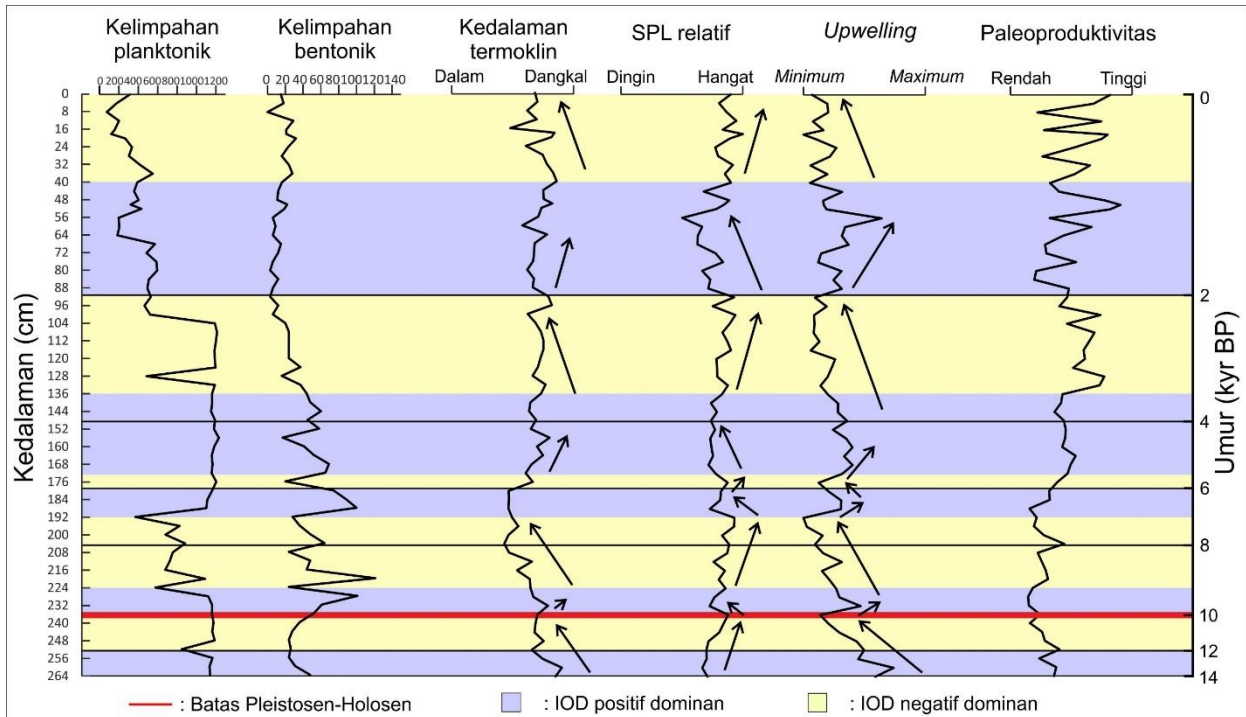 Kelimpahan planktonik
Kelimpahan bentonik
Kedalaman termoklin
SPL relatif
Upwelling
Paleoproduktivitas
0 200 400 600 800 1000 1200
0 20 40 60 80 100 120 140
Dalam Dangkal
Dingin Hangat
Minimum Maximum
Rendah Tinggi
Kedalaman (cm)
0
8
16
24
32
40
48
56
64
72
80
88
96
104
112
120
128
136
144
152
160
168
176
184
192
200
208
216
224
232
240
248
256
264
0
2
4
6
8
10
12
14
Umur (kyr BP)
: Batas Pleistosen-Holosen
: IOD positif dominan
: IOD negatif dominan